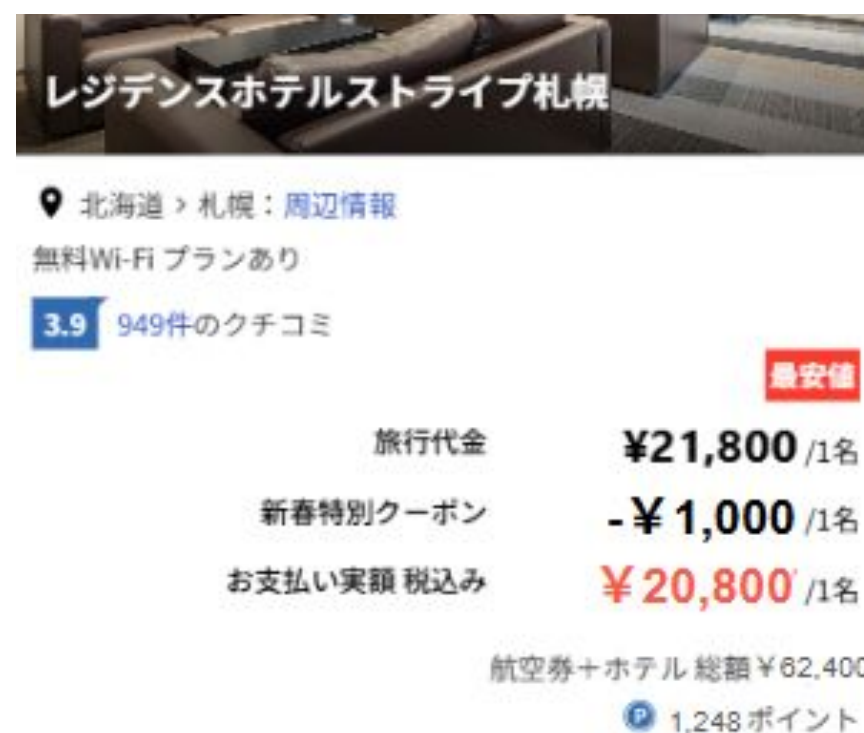 レジデンスホテルストライプ札幌
北海道 > 札幌：周辺情報
無料Wi-Fi プランあり
3.9 949件のクチコミ
最安値
旅行代金 ¥21,800 /1名
新春特別クーポン -￥1,000 /1名
お支払い実額 税込み ￥20,800 /1名
航空券＋ホテル 総額￥62,400
P 1,248ポイント